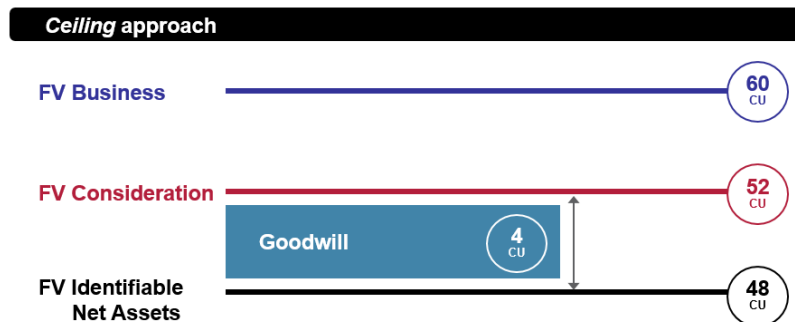 Ceiling approach
FV Business
60
CU
FV Consideration
52
CU
Goodwill
4
CU
FV Identifiable
Net Assets
48
CU